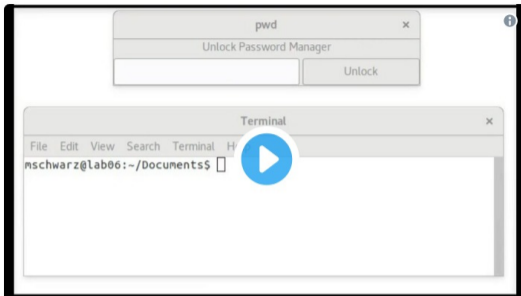 pwd ×
Unlock Password Manager
Unlock
Terminal ×
File Edit View Search Terminal
mschwarz@lab06:~/Documents$